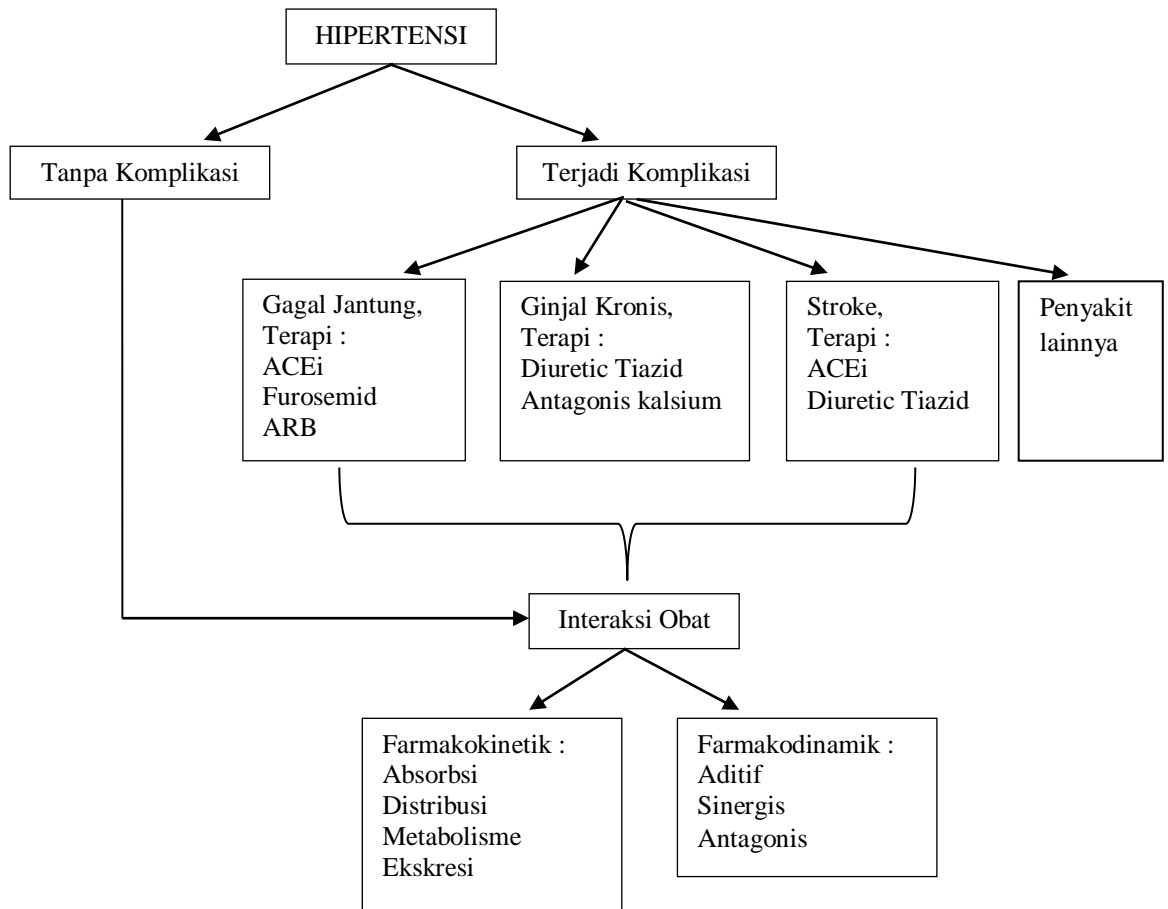 HIPERTENSI
Tanpa Komplikasi
Terjadi Komplikasi
Gagal Jantung,
Terapi :
ACEi
Furosemid
ARB
Ginjal Kronis,
Terapi :
Diuretic Tiazid
Antagonis kalsium
Stroke,
Terapi :
ACEi
Diuretic Tiazid
Penyakit
lainnya
Interaksi Obat
Farmakokinetik :
Absorbsi
Distribusi
Metabolisme
Ekskresi
Farmakodinamik :
Aditif
Sinergis
Antagonis